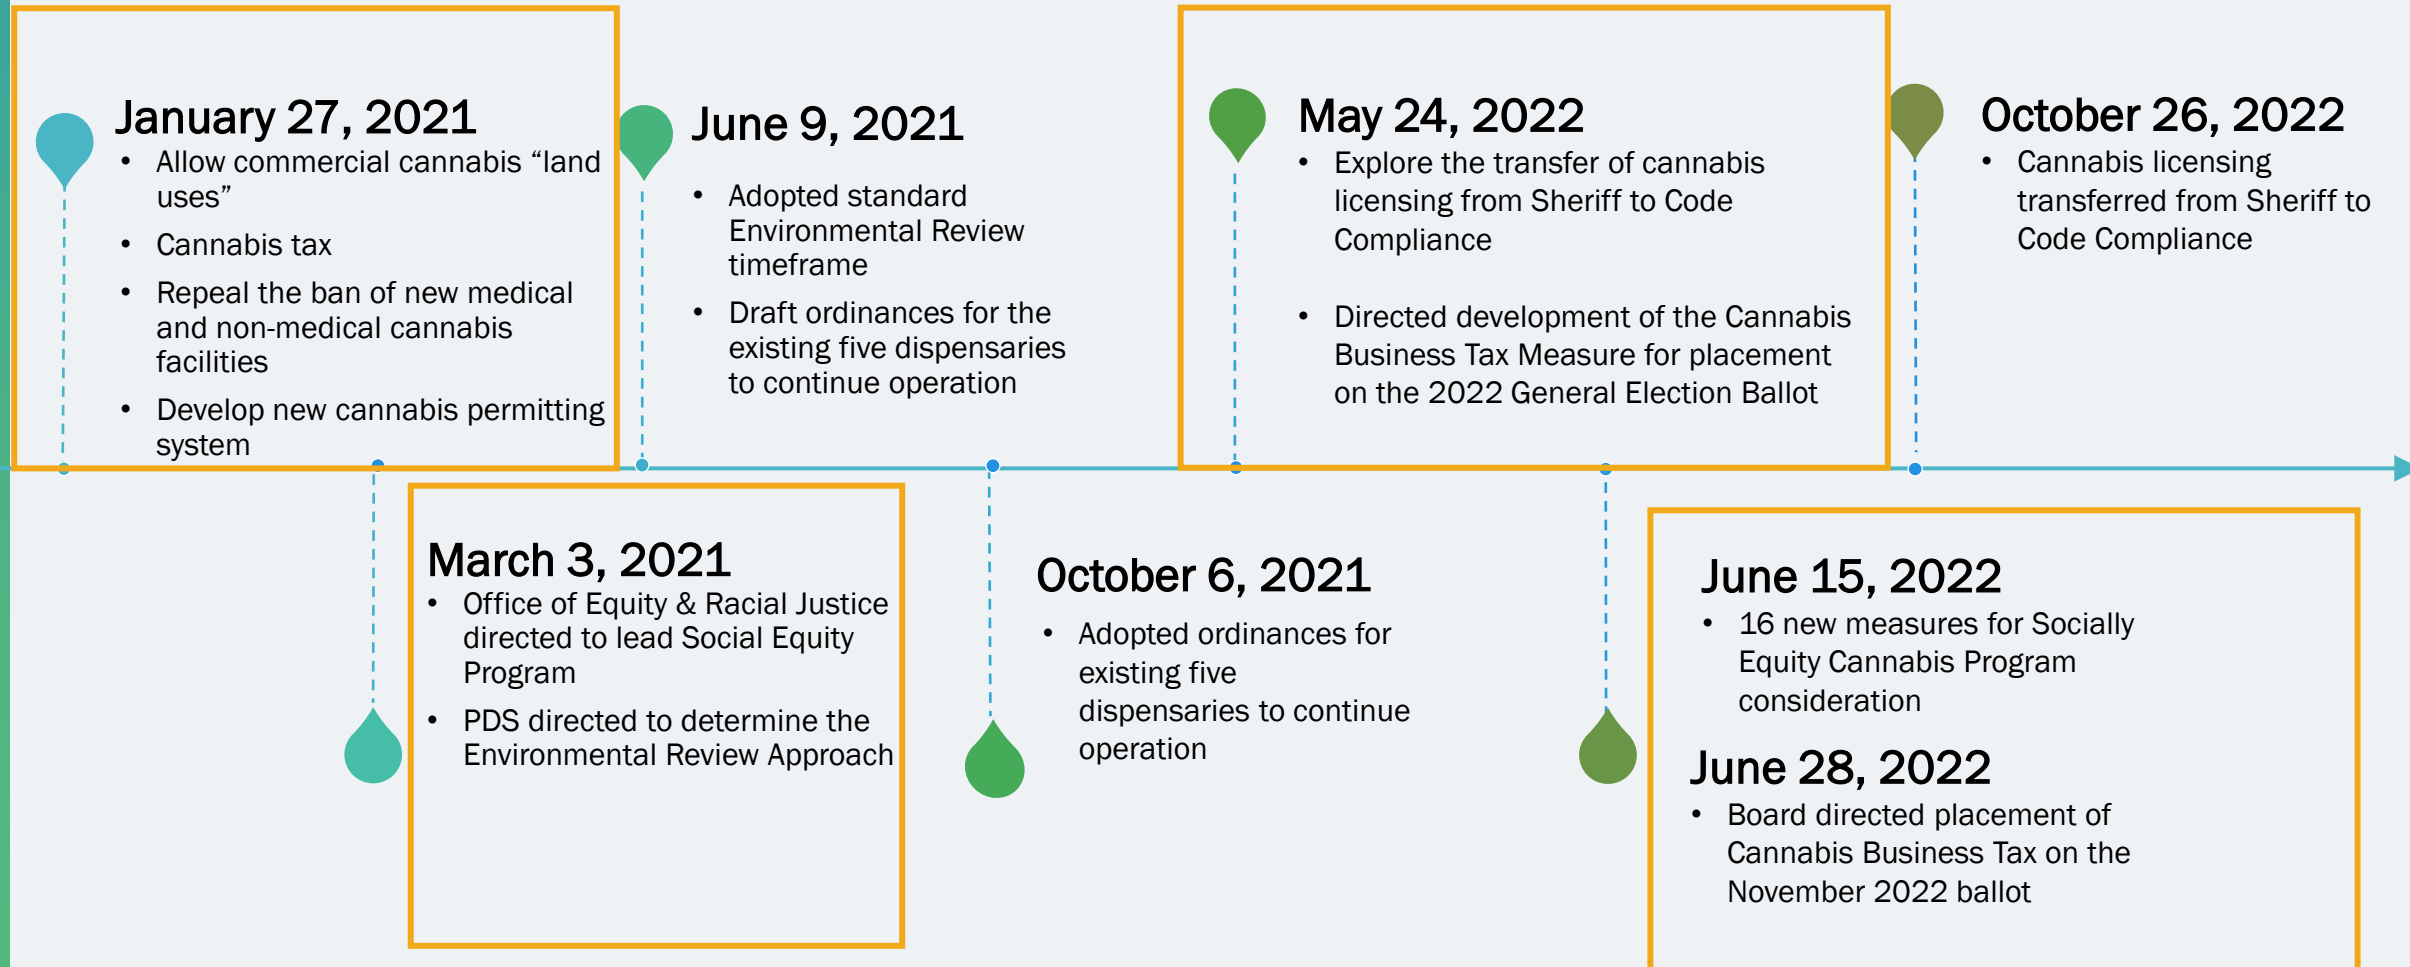 January 27, 2021
• Allow commercial cannabis “land
uses”
• Cannabis tax
• Repeal the ban of new medical
and non-medical cannabis
facilities
• Develop new cannabis permitting
system
March 3, 2021
• Office of Equity & Racial Justice
directed to lead Social Equity
Program
• PDS directed to determine the
Environmental Review Approach
June 9, 2021
• Adopted standard
Environmental Review
timeframe
• Draft ordinances for the
existing five dispensaries
to continue operation
October 6, 2021
• Adopted ordinances for
existing five
dispensaries to continue
operation
May 24, 2022
• Explore the transfer of cannabis
licensing from Sheriff to Code
Compliance
• Directed development of the Cannabis
Business Tax Measure for placement
on the 2022 General Election Ballot
June 15, 2022
• 16 new measures for Socially
Equity Cannabis Program
consideration
June 28, 2022
• Board directed placement of
Cannabis Business Tax on the
November 2022 ballot
October 26, 2022
• Cannabis licensing
transferred from Sheriff to
Code Compliance